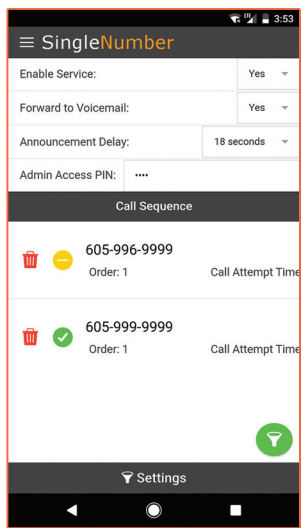 3:53
SingleNumber
Enable Service: Yes
Forward to Voicemail: Yes
Announcement Delay: 18 seconds
Admin Access PIN: ••••
Call Sequence
605-996-9999
Order: 1 Call Attempt Time
605-999-9999
Order: 1 Call Attempt Time
Settings